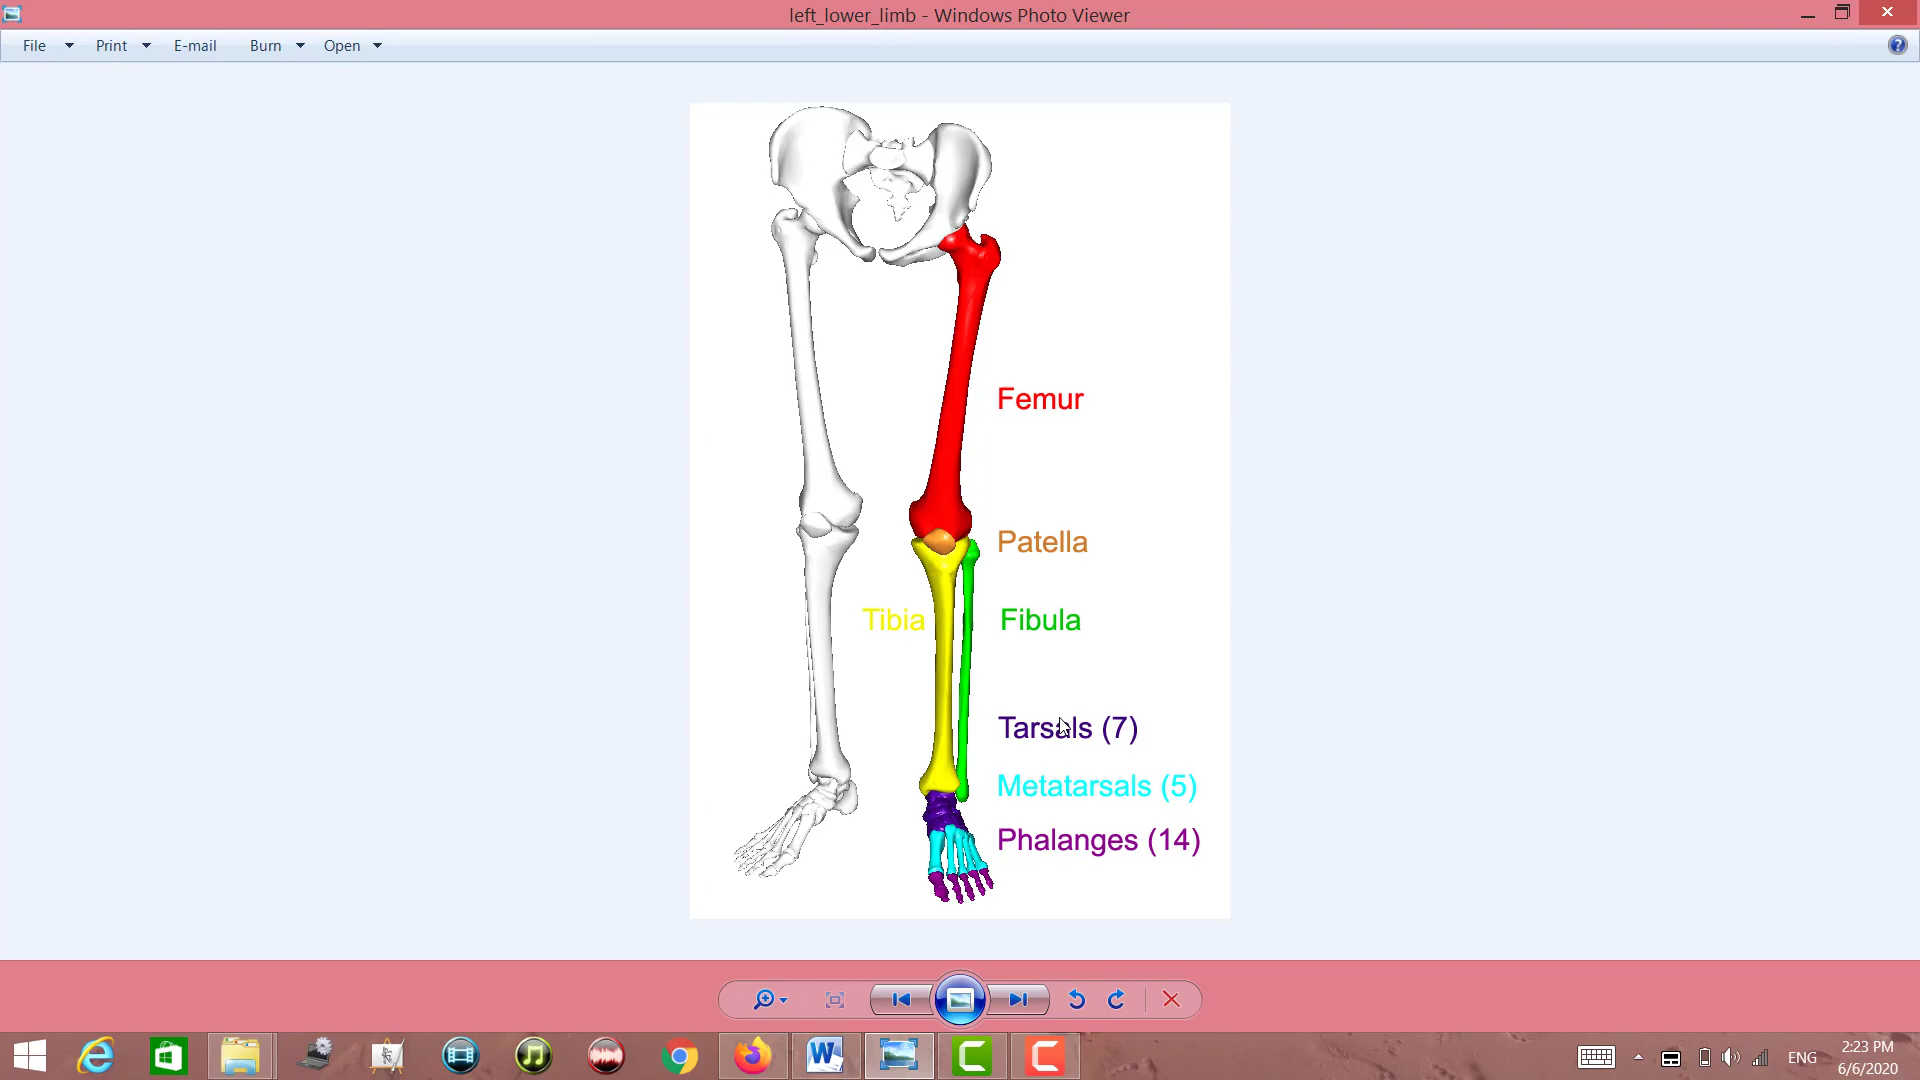 left_lower_limb - Windows Photo Viewer
File Print E-mail Burn Open
Femur
Patella
Tibia Fibula
Tarsals (7)
Metatarsals (5)
Phalanges (14)
ENG
2:23 PM
6/6/2020